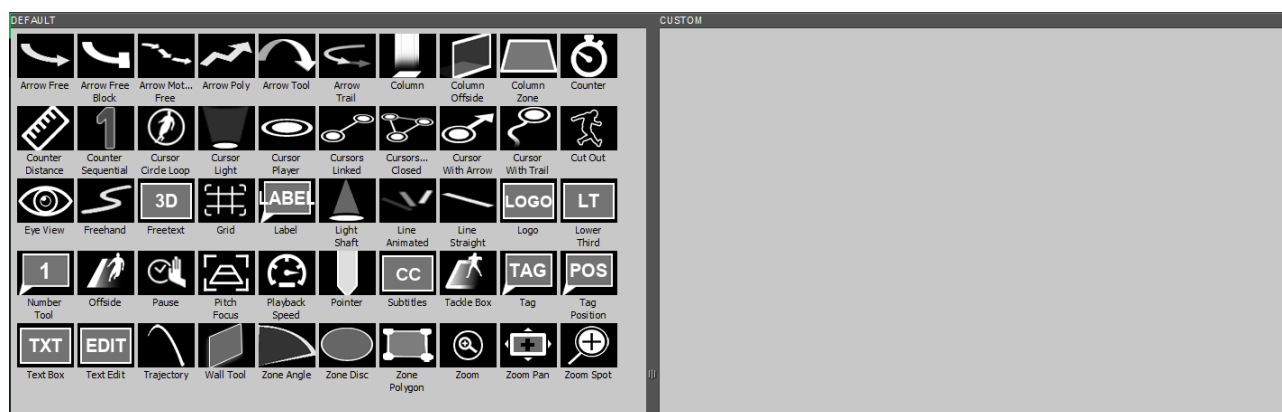 DEFAULT
CUSTOM
Arrow Free
Arrow Free
Block
Arrow Mot...
Free
Arrow Poly
Arrow Tool
Arrow
Trail
Column
Column
Offside
Column
Zone
Counter
1
Counter
Distance
Counter
Sequential
Cursor
Circle Loop
Cursor
Light
Cursor
Player
Cursors
Linked
Cursors...
Closed
Cursor
With Arrow
Cursor
With Trail
Cut Out
3D
LABEL
LOGO
LT
Eye View
Freehand
Freetext
Grid
Label
Light
Shaft
Line
Animated
Line
Straight
Logo
Lower
Third
1
CC
TAG
POS
Number
Tool
Offside
Pause
Pitch
Focus
Playback
Speed
Pointer
Subtitles
Tackle Box
Tag
Tag
Position
TXT
EDIT
Text Box
Text Edit
Trajectory
Wall Tool
Zone Angle
Zone Disc
Zone
Polygon
Zoom
Zoom Pan
Zoom Spot